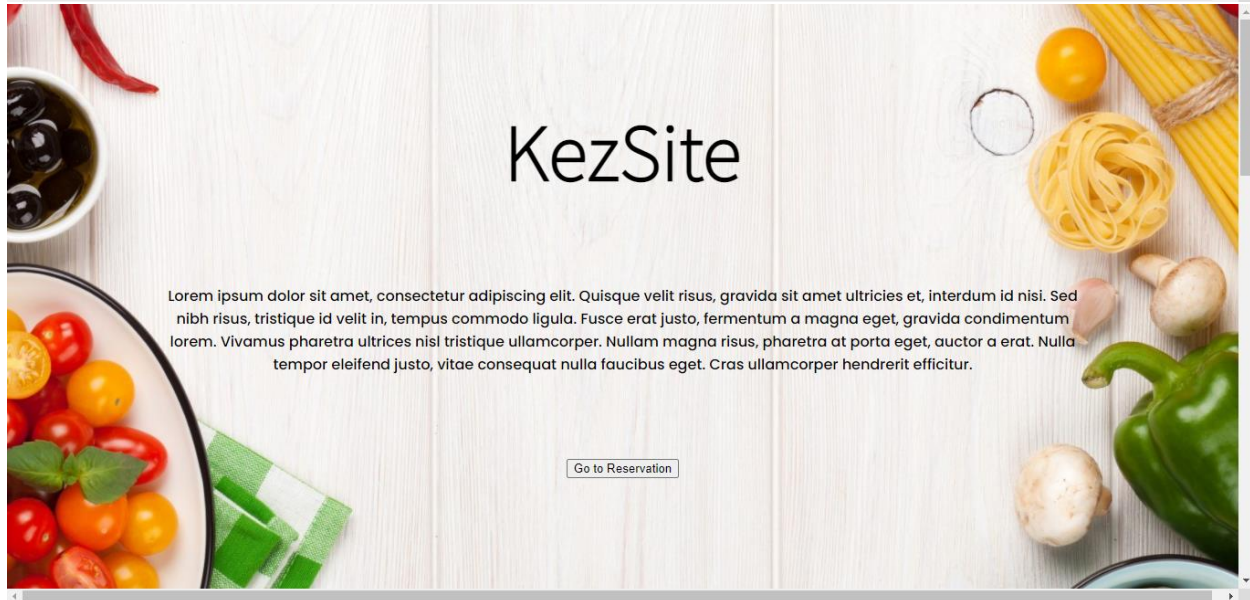 KezSite
Lorem ipsum dolor sit amet, consectetur adipiscing elit. Quisque velit risus, gravida sit amet ultricies et, interdum id nisi. Sed
nibh risus, tristique id velit in, tempus commodo ligula. Fusce erat justo, fermentum a magna eget, gravida condimentum
lorem. Vivamus pharetra ultrices nisl tristique ullamcorper. Nullam magna risus, pharetra at porta eget, auctor a erat. Nulla
tempor eleifend justo, vitae consequat nulla faucibus eget. Cras ullamcorper hendrerit efficitur.
Go to Reservation